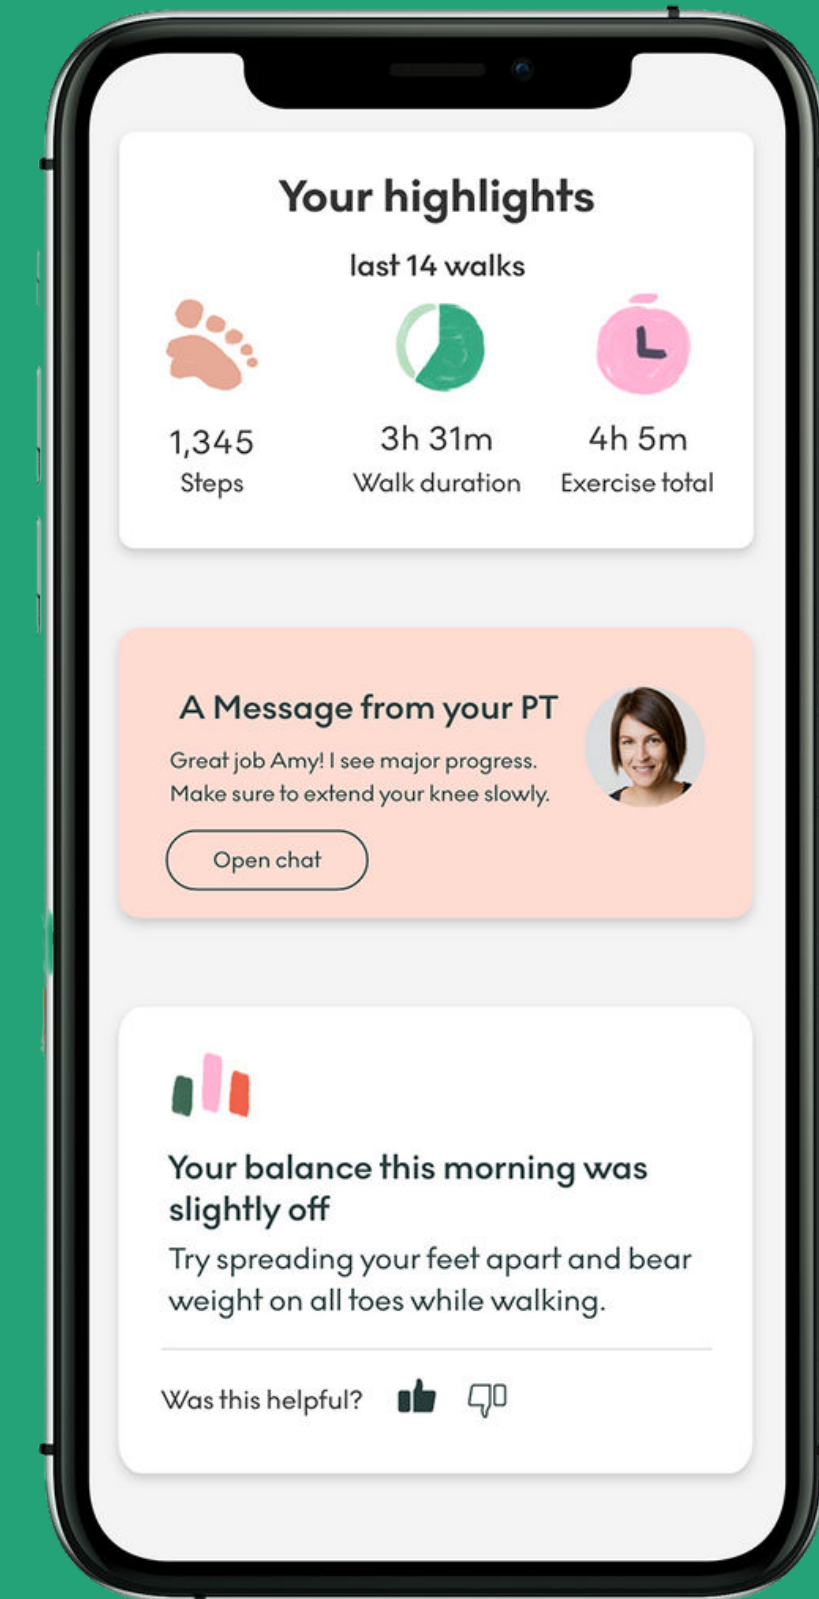 Your highlights
last 14 walks
1,345
Steps
3h 31m
Walk duration
4h 5m
Exercise total
A Message from your PT
Great job Amy! I see major progress.
Make sure to extend your knee slowly.
Open chat
Your balance this morning was
slightly off
Try spreading your feet apart and bear
weight on all toes while walking.
Was this helpful?